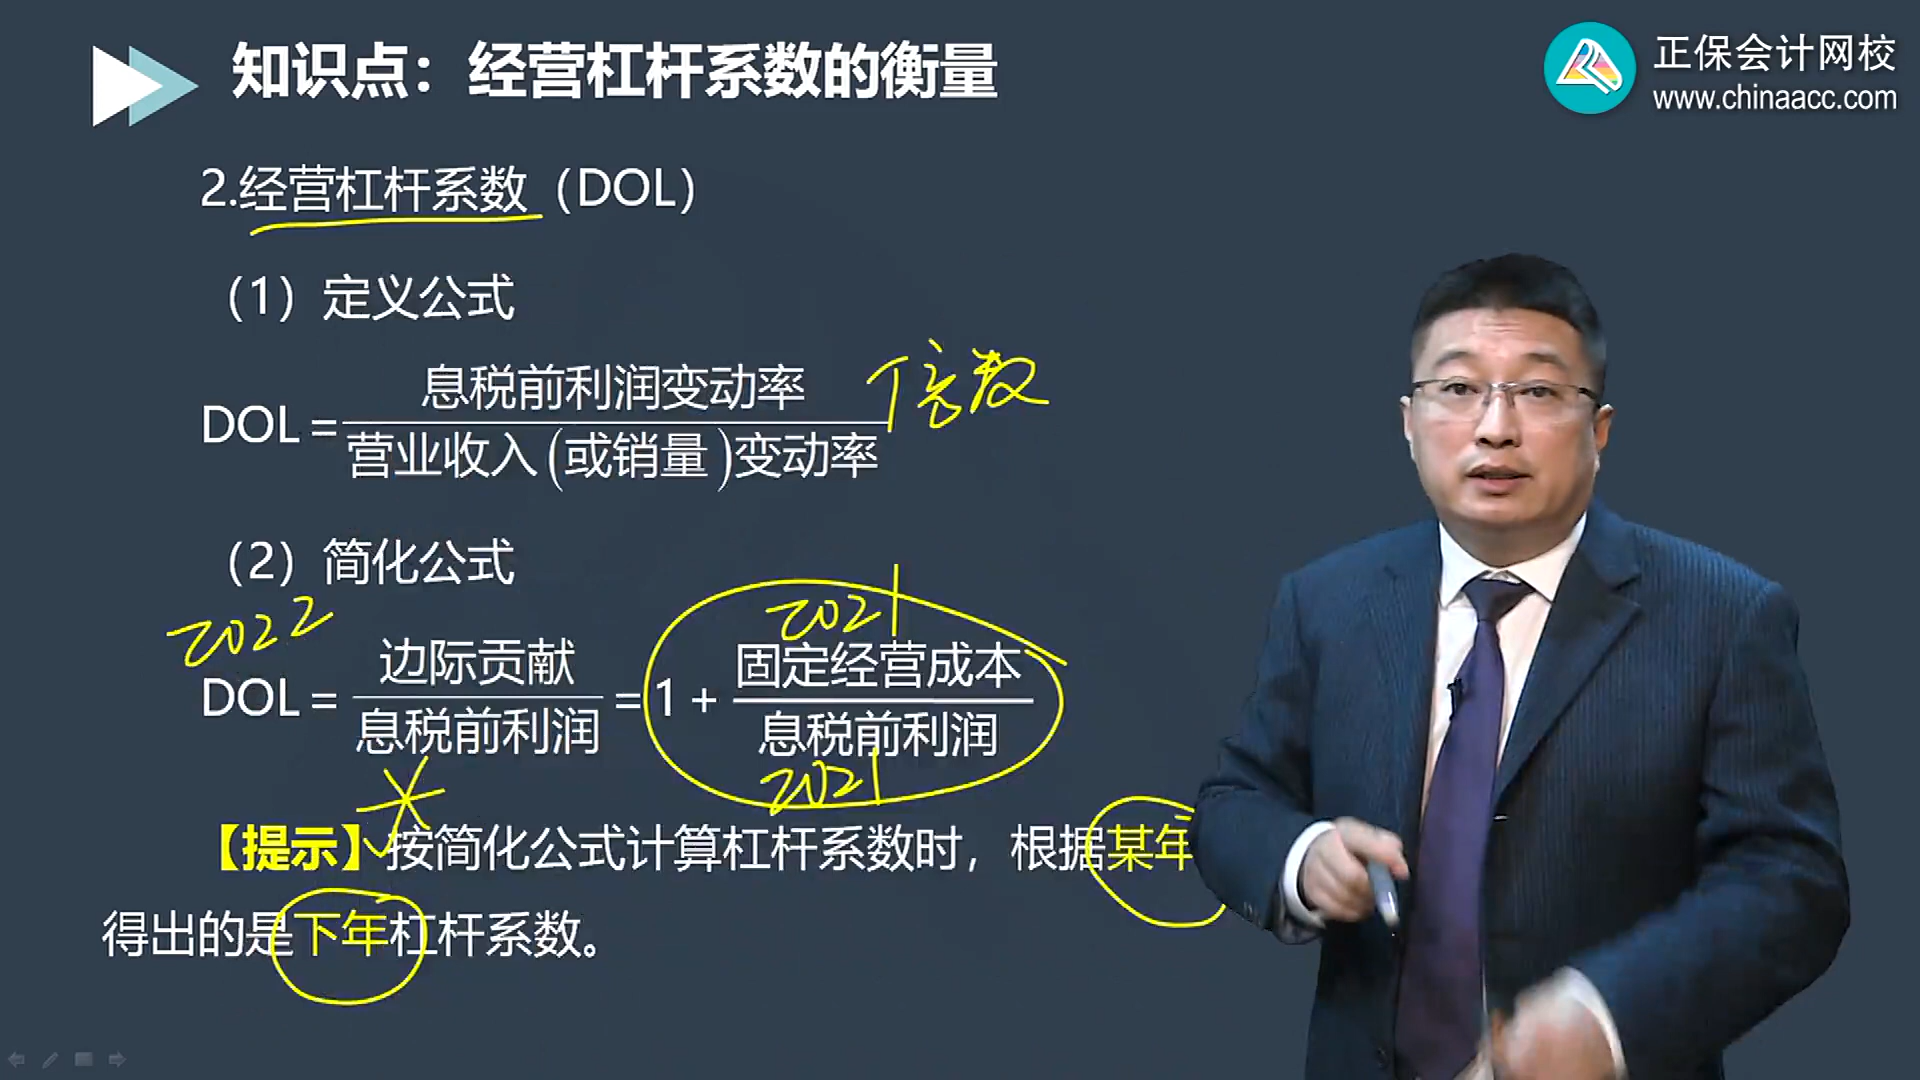 知识点：经营杠杆系数的衡量
正保会计网校
www.chinaacc.com
2.经营杠杆系数（DOL）
（1）定义公式
DOL = 息税前利润变动率 / 营业收入(或销量)变动率
倍数
（2）简化公式
2022
2021
DOL = 边际贡献 / 息税前利润 = 1 + 固定经营成本 / 息税前利润
2021
【提示】按简化公式计算杠杆系数时，根据某年
得出的是下年杠杆系数。